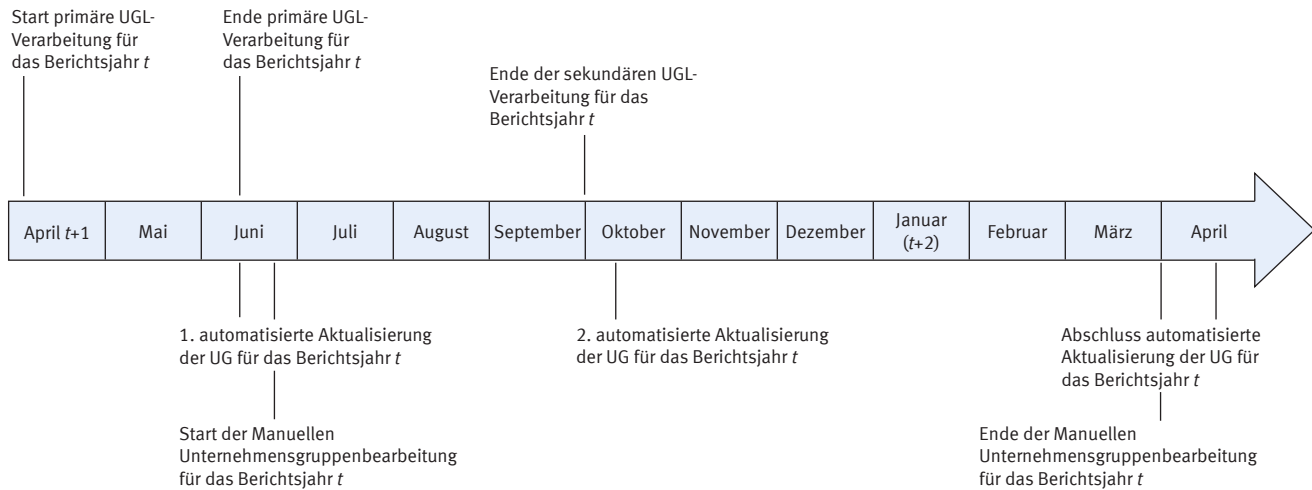 Start primäre UGL-
Verarbeitung für
das Berichtsjahr t
Ende primäre UGL-
Verarbeitung für
das Berichtsjahr t
Ende der sekundären UGL-
Verarbeitung für das
Berichtsjahr t
April t+1
Mai
Juni
Juli
August
September
Oktober
November
Dezember
Januar
(t+2)
Februar
März
April
1. automatisierte Aktualisierung
der UG für das Berichtsjahr t
2. automatisierte Aktualisierung
der UG für das Berichtsjahr t
Abschluss automatisierte
Aktualisierung der UG für
das Berichtsjahr t
Start der Manuellen
Unternehmensgruppenbearbeitung
für das Berichtsjahr t
Ende der Manuellen
Unternehmensgruppenbearbeitung
für das Berichtsjahr t